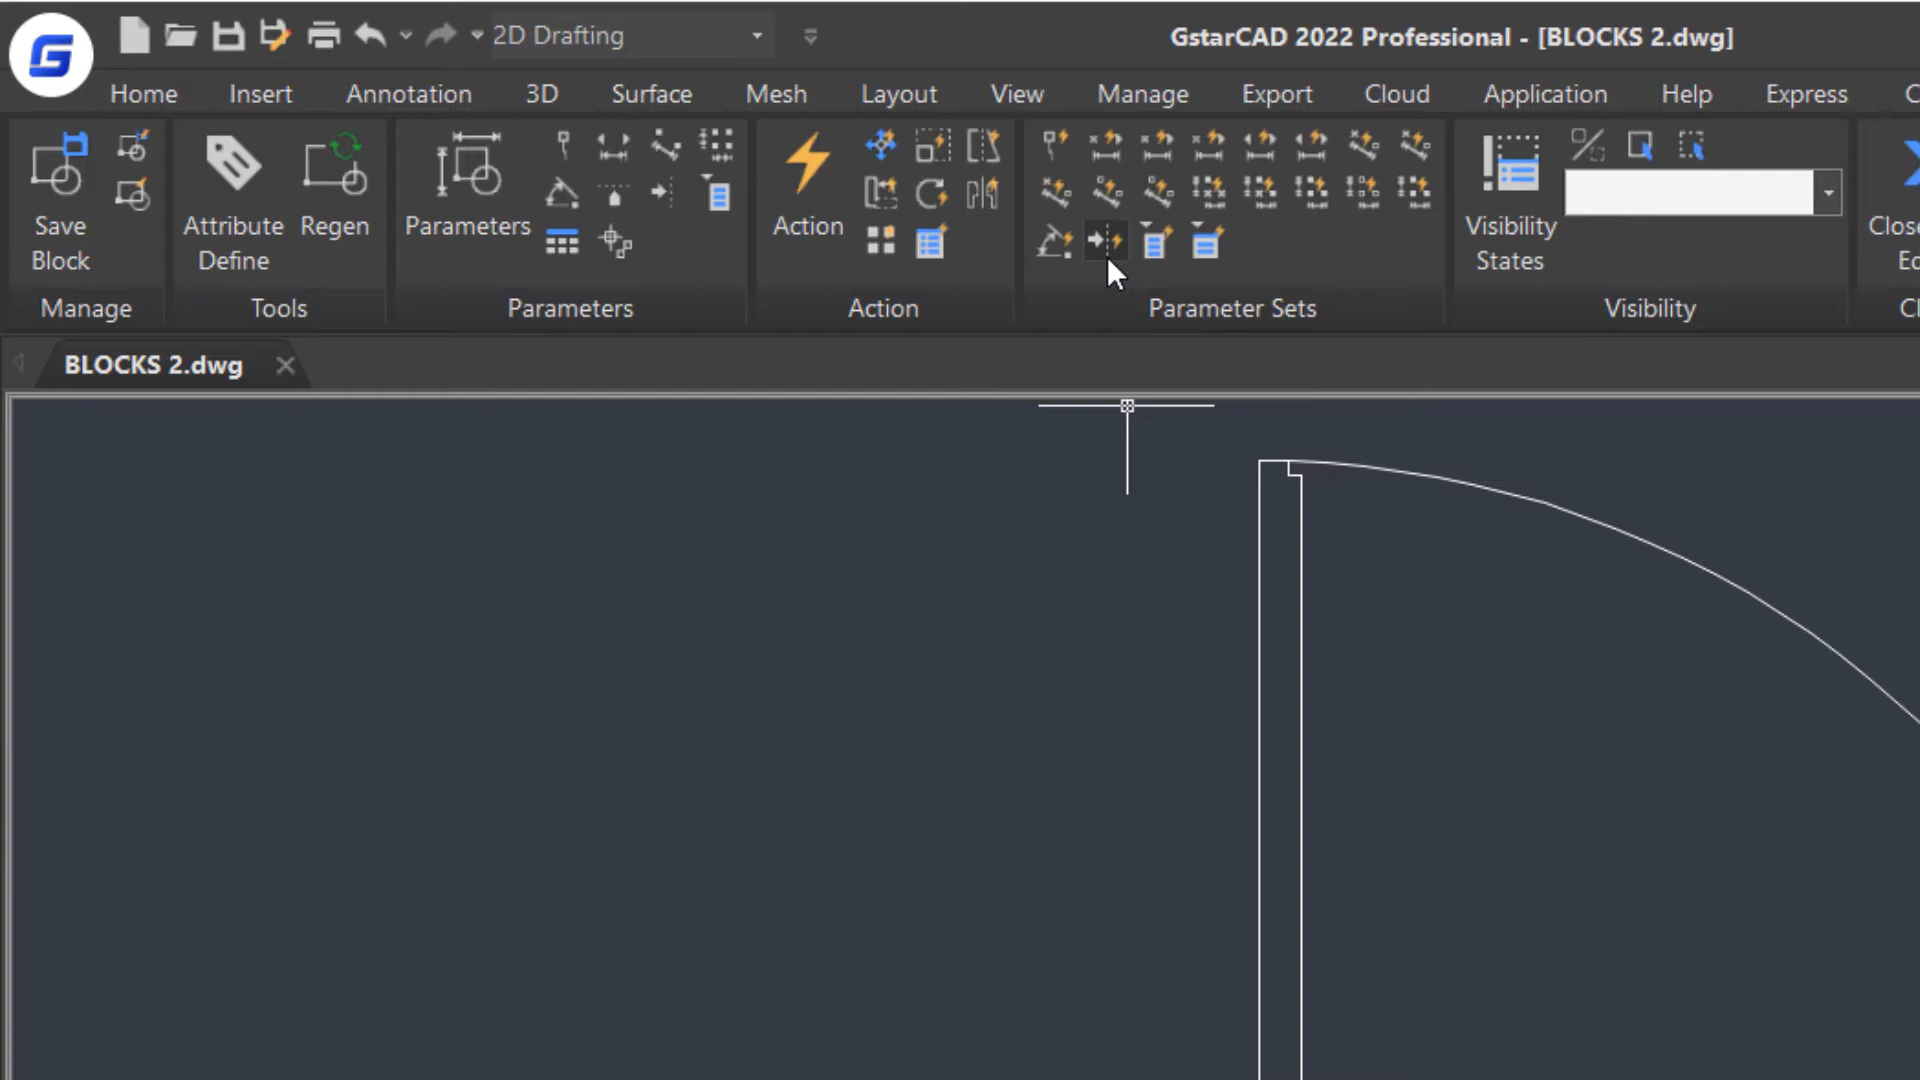 2D Drafting
GstarCAD 2022 Professional - [BLOCKS 2.dwg]
Home Insert Annotation 3D Surface Mesh Layout View Manage Export Cloud Application Help Express
Save Block
Attribute Define
Regen
Parameters
Action
Visibility States
Manage Tools Parameters Action Parameter Sets Visibility
BLOCKS 2.dwg